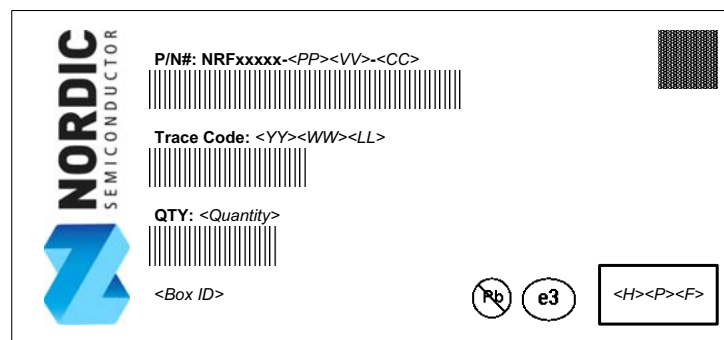 NORDIC
SEMICONDUCTOR
P/N#: NRFxxxxx-<PP><VV>-<CC>
Trace Code: <YY><WW><LL>
QTY: <Quantity>
<Box ID>
Pb
e3
<H><P><F>